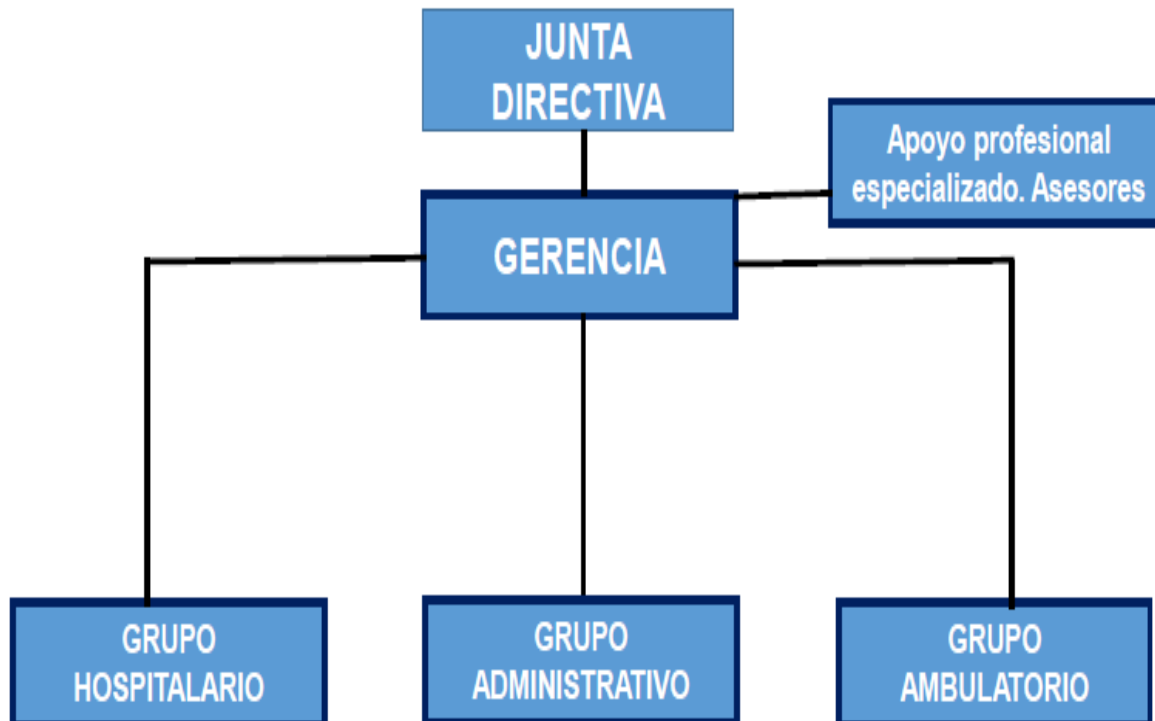 JUNTA
DIRECTIVA
Apoyo profesional
especializado. Asesores
GERENCIA
GRUPO
HOSPITALARIO
GRUPO
ADMINISTRATIVO
GRUPO
AMBULATORIO